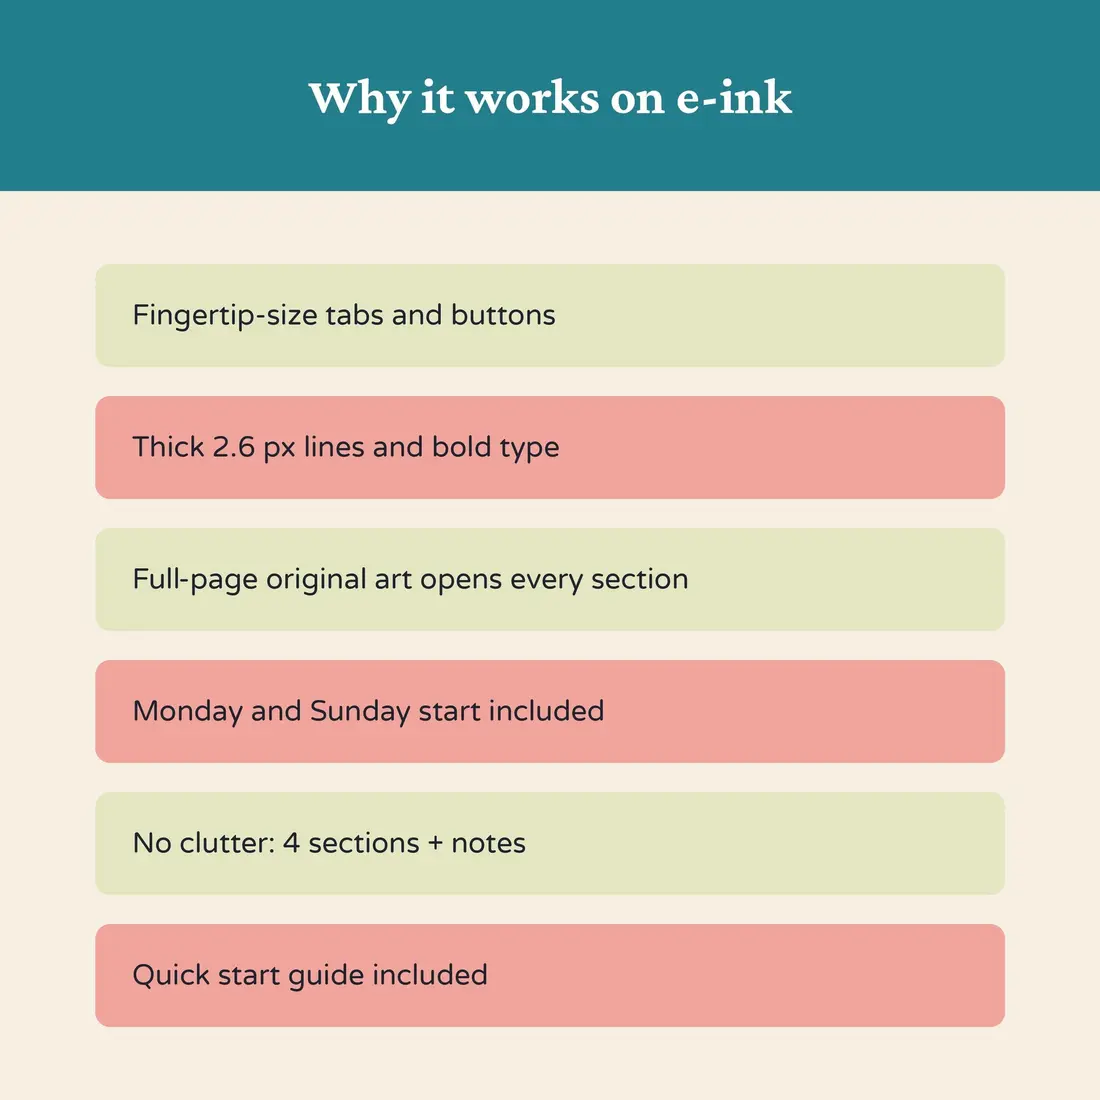 Why it works on e-ink
Fingertip-size tabs and buttons
Thick 2.6 px lines and bold type
Full-page original art opens every section
Monday and Sunday start included
No clutter: 4 sections + notes
Quick start guide included